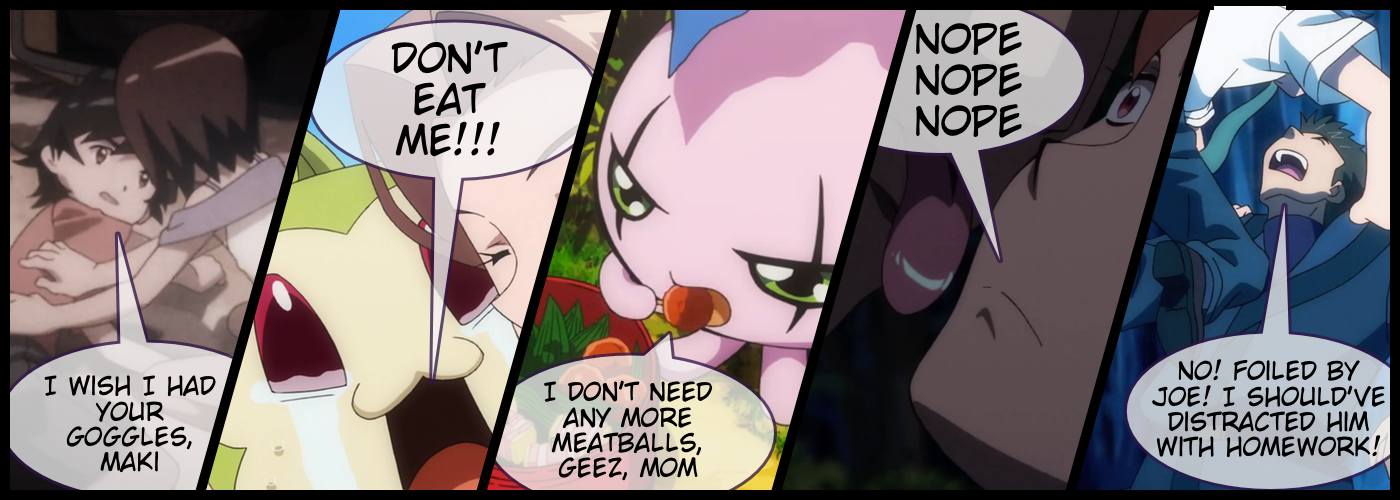 I WISH I HAD
YOUR
GOGGLES,
MAKI
DON'T
EAT
ME!!!
I DON'T NEED
ANY MORE
MEATBALLS,
GEEZ, MOM
NOPE
NOPE
NOPE
NO! FOILED BY
JOE! I SHOULD'VE
DISTRACTED HIM
WITH HOMEWORK!